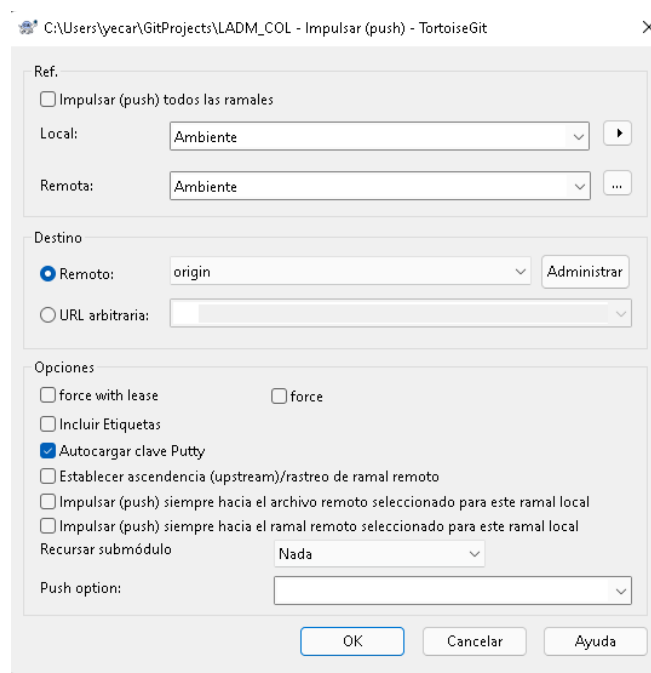 C:\Users\yecar\GitProjects\LADM_COL - Impulsar (push) - TortoiseGit
Ref.
Impulsar (push) todos las ramales
Local:
Ambiente
Remota:
Ambiente
...
Destino
Remoto:
origin
Administrar
URL arbitraria:
Opciones
force with lease
force
Incluir Etiquetas
Autocargar clave Putty
Establecer ascendencia (upstream)/rastreo de ramal remoto
Impulsar (push) siempre hacia el archivo remoto seleccionado para este ramal local
Impulsar (push) siempre hacia el ramal remoto seleccionado para este ramal local
Recursar submódulo
Nada
Push option:
OK
Cancelar
Ayuda